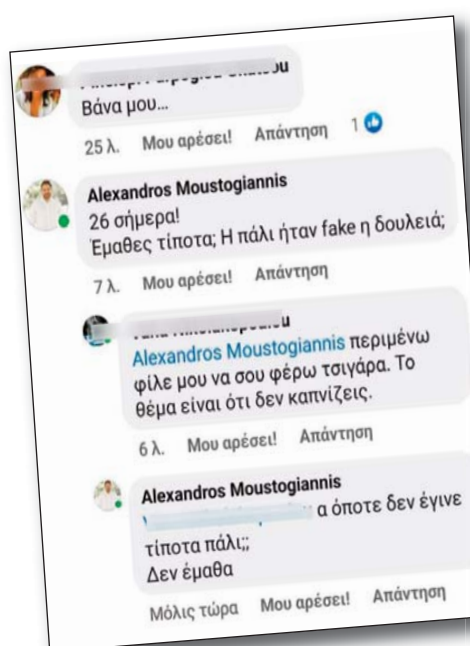 Βάνα μου...
25 λ. Μου αρέσει! Απάντηση 1
Alexandros Moustogiannis
26 σήμερα!
Έμαθες τίποτα; Η πάλι ήταν fake η δουλειά;
7 λ. Μου αρέσει! Απάντηση
Alexandros Moustogiannis περιμένω
φίλε μου να σου φέρω τσιγάρα. Το
θέμα είναι ότι δεν καπνίζεις.
6 λ. Μου αρέσει! Απάντηση
Alexandros Moustogiannis
α όποτε δεν έγινε
τίποτα πάλι;;
Δεν έμαθα
Μόλις τώρα Μου αρέσει! Απάντηση